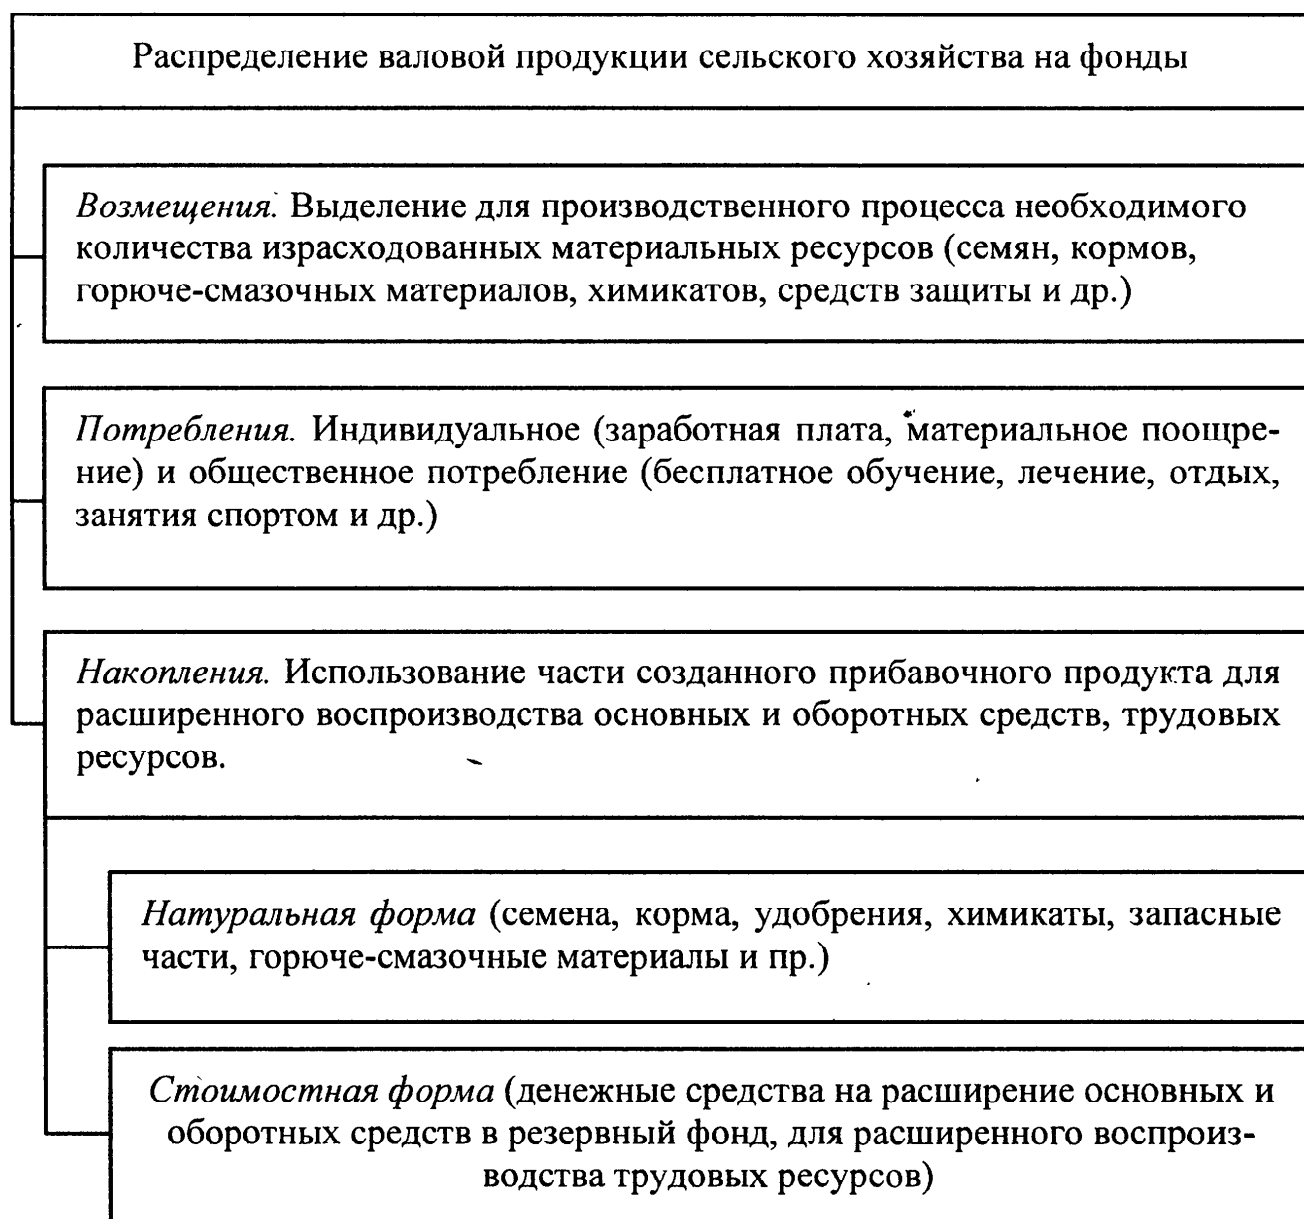 Распределение валовой продукции сельского хозяйства на фонды
Возмещения. Выделение для производственного процесса необходимого
количества израсходованных материальных ресурсов (семян, кормов,
горюче-смазочных материалов, химикатов, средств защиты и др.)
Потребления. Индивидуальное (заработная плата, материальное поощре-
ние) и общественное потребление (бесплатное обучение, лечение, отдых,
занятия спортом и др.)
Накопления. Использование части созданного прибавочного продукта для
расширенного воспроизводства основных и оборотных средств, трудовых
ресурсов.
Натуральная форма (семена, корма, удобрения, химикаты, запасные
части, горюче-смазочные материалы и пр.)
Стоимостная форма (денежные средства на расширение основных и
оборотных средств в резервный фонд, для расширенного воспроиз-
водства трудовых ресурсов)